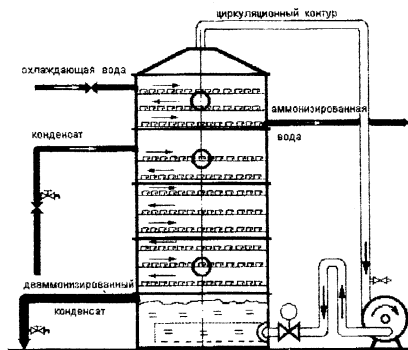 циркуляционный контур
охлаждающая вода
аммонизированная
вода
конденсат
деаммонизированный
конденсат